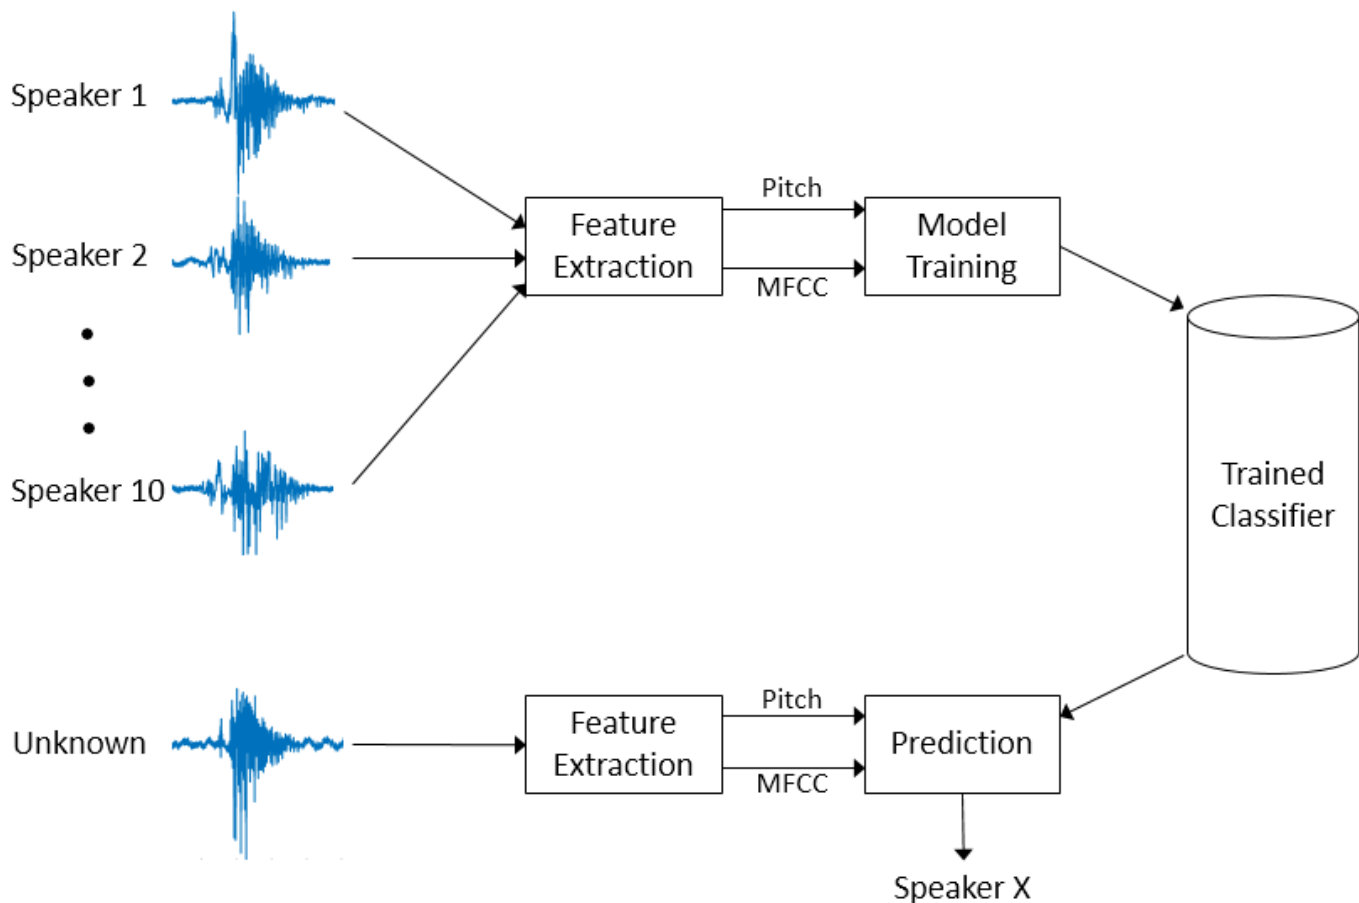 Speaker 1
Speaker 2
Speaker 10
Feature
Extraction
Pitch
MFCC
Model
Training
Trained
Classifier
Unknown
Feature
Extraction
Pitch
MFCC
Prediction
Speaker X